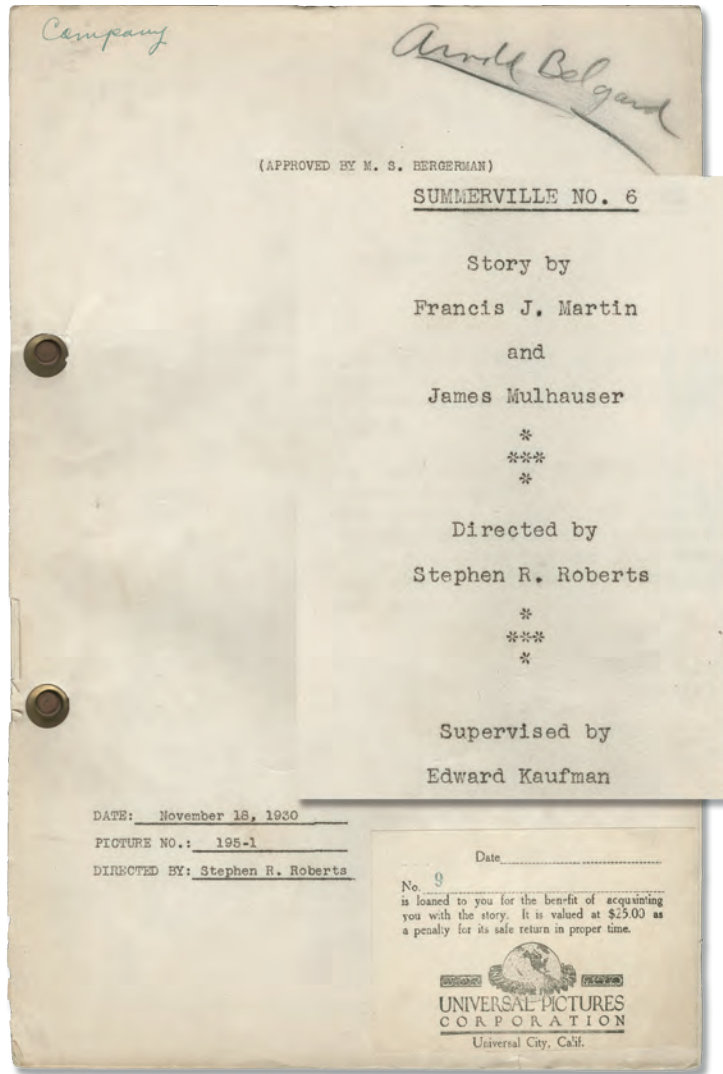 Company
Arnold Belgard
(APPROVED BY M. S. BERGERMAN)
SUMMERVILLE NO. 6
Story by
Francis J. Martin
and
James Mulhauser
*
***
*
Directed by
Stephen R. Roberts
*
***
*
Supervised by
Edward Kaufman
DATE: November 18, 1930
PICTURE NO.: 195-1
DIRECTED BY: Stephen R. Roberts
Date
No. 9
is loaned to you for the benefit of acquainting
you with the story. It is valued at $25.00 as
a penalty for its safe return in proper time.
UNIVERSAL PICTURES
CORPORATION
Universal City, Calif.